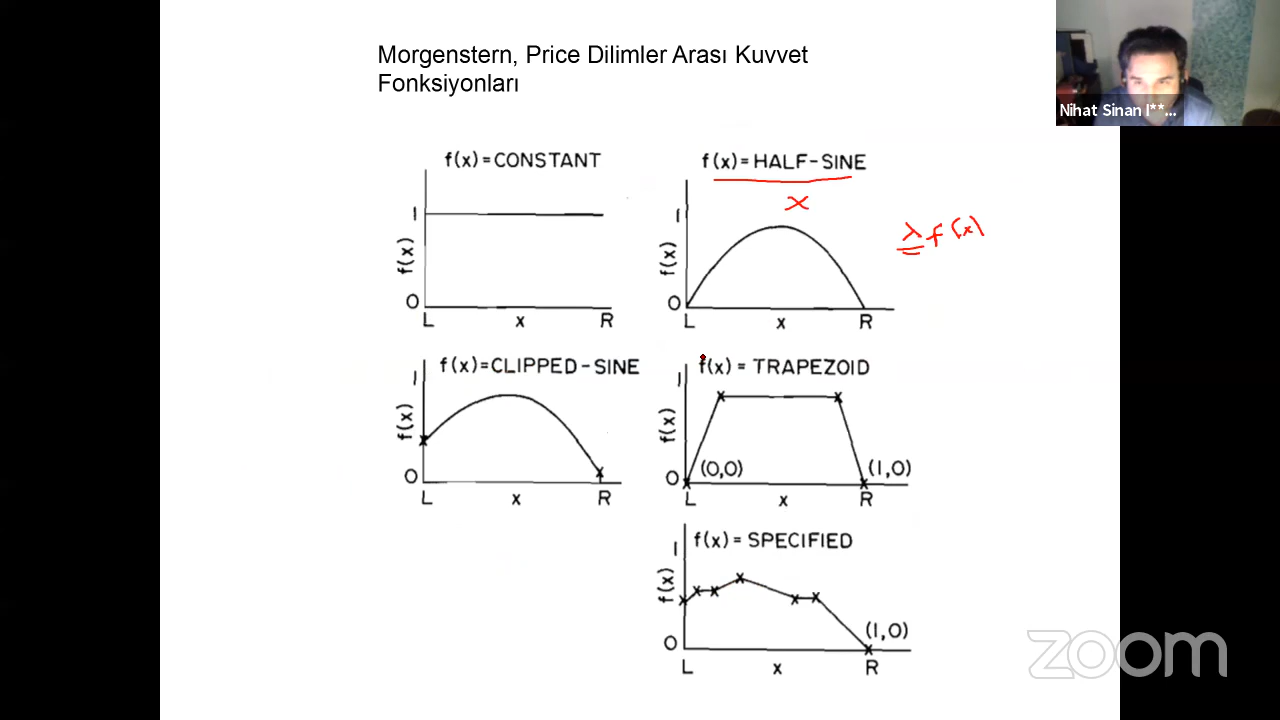 Morgenstern, Price Dilimler Arası Kuvvet
Fonksiyonları
Nihat Sinan I**...
f(x)=CONSTANT
1
f(x)
0
L x R
f(x)=HALF-SINE
x
1
f(x)
0
L x R
λf(x)
f(x)=CLIPPED-SINE
1
f(x)
0
L x R
f(x) = TRAPEZOID
1
f(x)
0
(0,0)
(1,0)
L x R
f(x)= SPECIFIED
1
f(x)
0
(1,0)
L x R
zoom